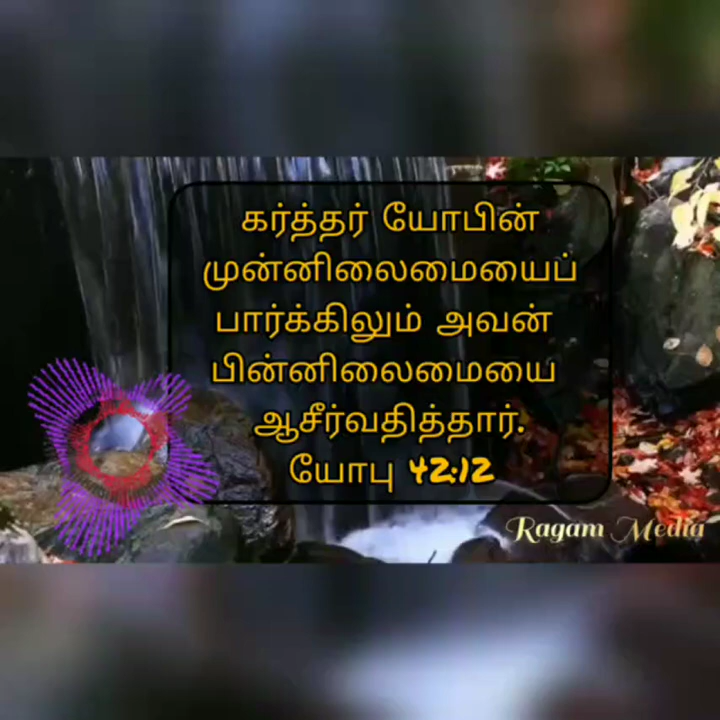 கர்த்தர் யோபின்
முன்னிலைமையைப்
பார்க்கிலும் அவன்
பின்னிலைமையை
ஆசீர்வதித்தார்.
யோபு 42:12
Ragam Media